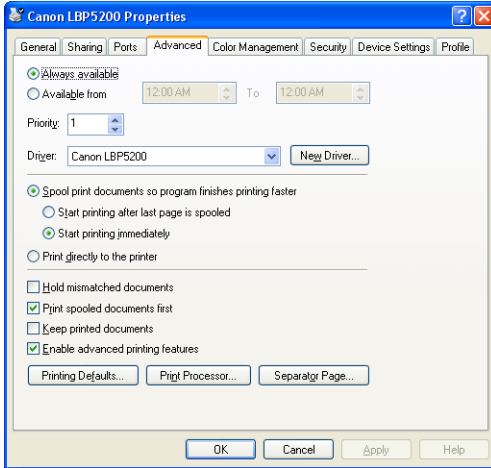 Canon LBP5200 Properties
General Sharing Ports Advanced Color Management Security Device Settings Profile
Always available
Available from 12:00 AM To 12:00 AM
Priority: 1
Driver: Canon LBP5200 New Driver...
Spool print documents so program finishes printing faster
Start printing after last page is spooled
Start printing immediately
Print directly to the printer
Hold mismatched documents
Print spooled documents first
Keep printed documents
Enable advanced printing features
Printing Defaults... Print Processor... Separator Page...
OK Cancel Apply Help